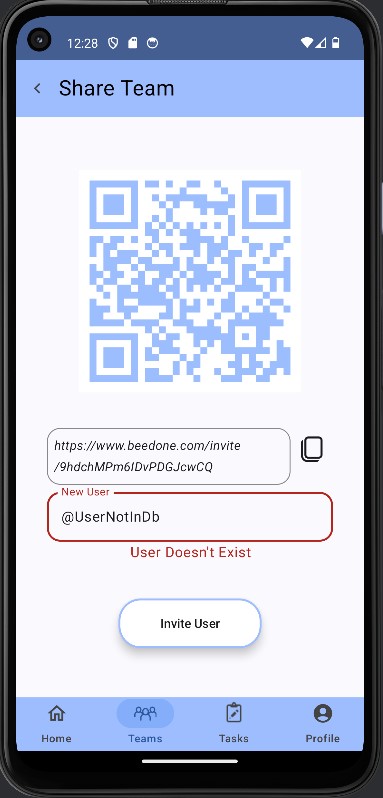 12:28
Share Team
https://www.beedone.com/invite
/9hdchMPm6IDvPDGJcwCQ
New User
@UserNotInDb
User Doesn't Exist
Invite User
Home Teams Tasks Profile